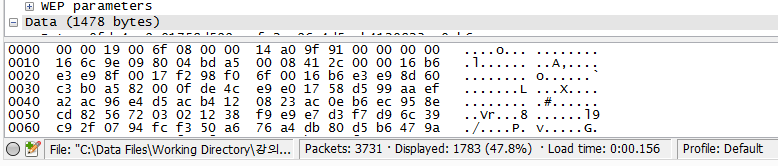 WEP parameters
Data (1478 bytes)
0000 00 00 19 00 6f 08 00 00 14 a0 9f 91 00 00 00 00 ....o... ........
0010 16 6c 9e 09 80 04 bd a5 00 08 41 2c 00 00 16 b6 .l...... ..A,....
0020 e3 e9 8f 00 17 f2 98 f0 6f 00 16 b6 e3 e9 8d 60 ........ o......`
0030 c3 b0 a5 82 00 0f de 4c e9 e0 17 58 d5 99 aa ef .......L ...X....
0040 a2 ac 96 e4 d5 ac b4 12 08 23 ac 0e b6 ec 95 8e ........ .#......
0050 cd 82 56 72 03 02 12 38 f9 e9 e7 d3 f7 d9 6c 39 ..Vr...8 ......l9
0060 c9 2f 07 94 fc f3 50 a6 76 a4 db 80 d5 b6 47 9a ./....P. v.....G.
File: "C:\Data Files\Working Directory\강의... Packets: 3731 · Displayed: 1783 (47.8%) · Load time: 0:00.156 Profile: Default